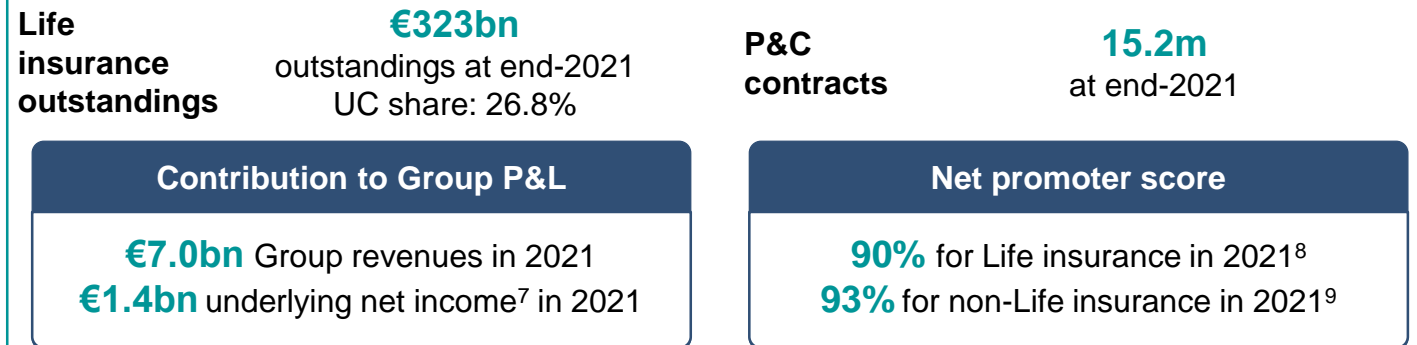 Life
insurance
outstandings
€323bn
outstandings at end-2021
UC share: 26.8%
P&C
contracts
15.2m
at end-2021
Contribution to Group P&L
€7.0bn Group revenues in 2021
€1.4bn underlying net income⁷ in 2021
Net promoter score
90% for Life insurance in 2021⁸
93% for non-Life insurance in 2021⁹